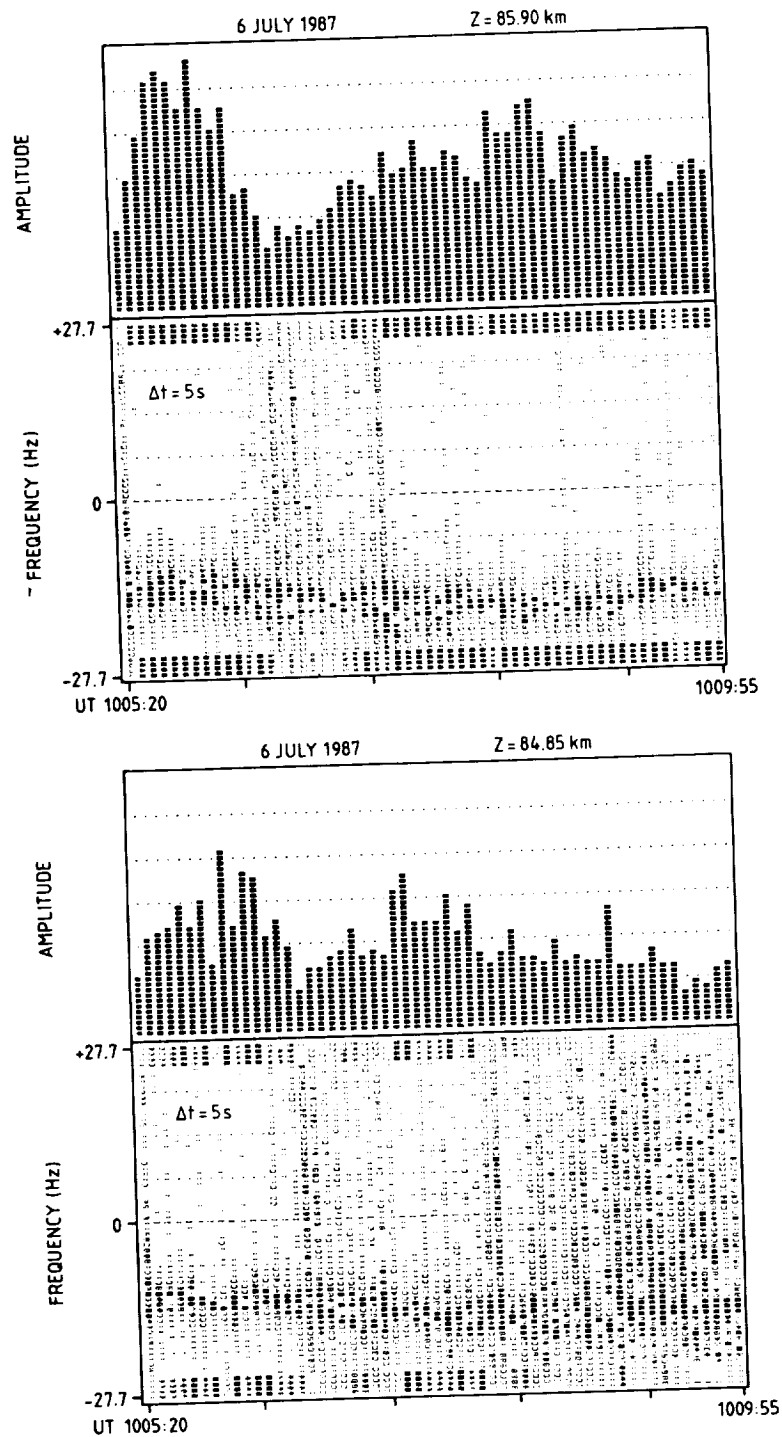 6 JULY 1987 Z = 85.90 km
AMPLITUDE
+27.7
Δt = 5s
0
- FREQUENCY (Hz)
-27.7
UT 1005:20 1009:55
6 JULY 1987 Z = 84.85 km
AMPLITUDE
+27.7
Δt = 5s
0
FREQUENCY (Hz)
-27.7
UT 1005:20 1009:55